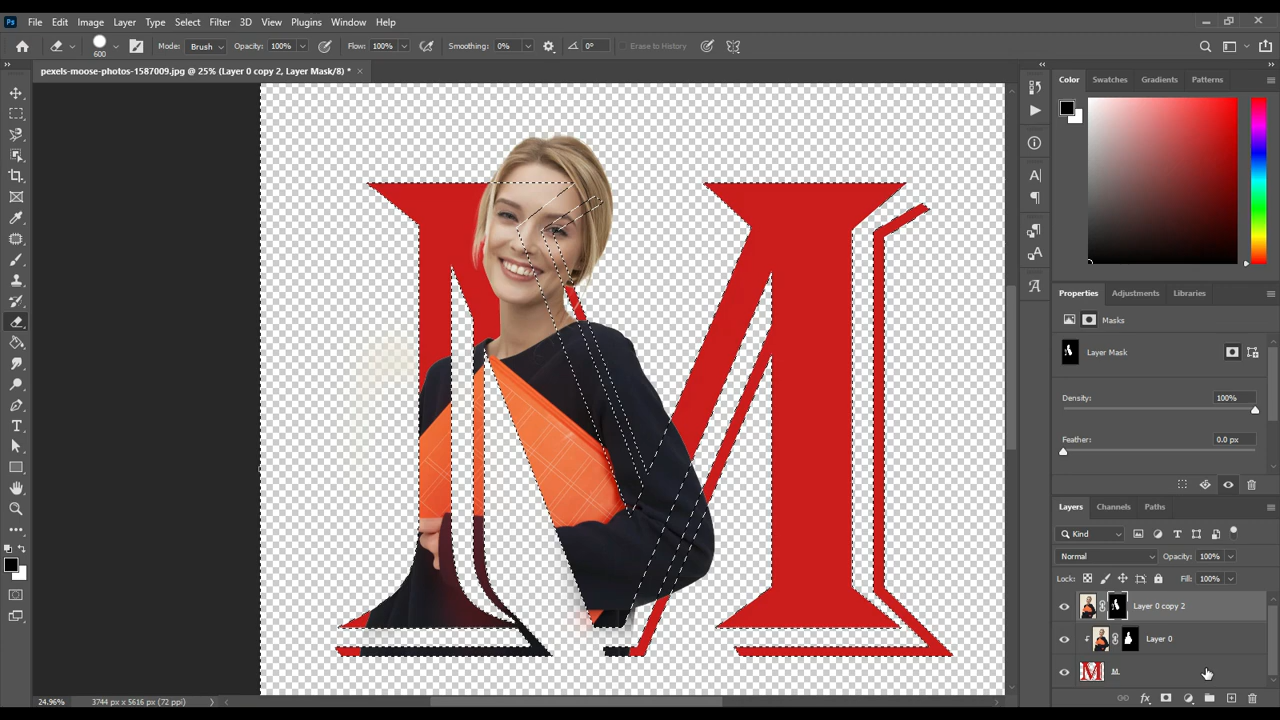 Ps File Edit Image Layer Type Select Filter 3D View Plugins Window Help
600 Mode: Brush Opacity: 100% Flow: 100% Smoothing: 0% 0° Erase to History
pexels-moose-photos-1587009.jpg @ 25% (Layer 0 copy 2, Layer Mask/8) *
Color Swatches Gradients Patterns
M
Properties Adjustments Libraries
Masks
Layer Mask
Density: 100%
Feather: 0.0 px
Layers Channels Paths
Kind
Normal Opacity: 100%
Lock: Fill: 100%
Layer 0 copy 2
Layer 0
M
24.96% 3744 px x 5616 px (72 ppi)
fx